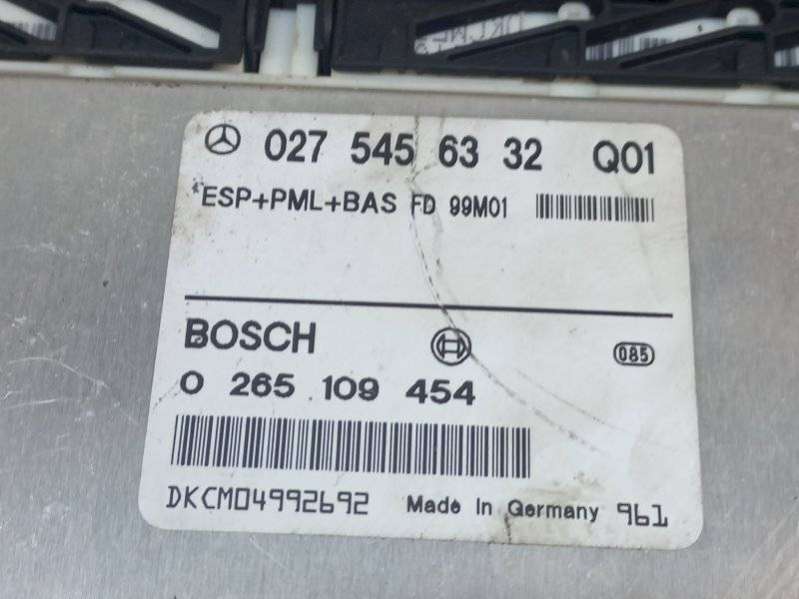 027 545 63 32 Q01
ESP+PML+BAS FD 99M01
BOSCH
085
0 265 109 454
DKCM04992692 Made In Germany 961